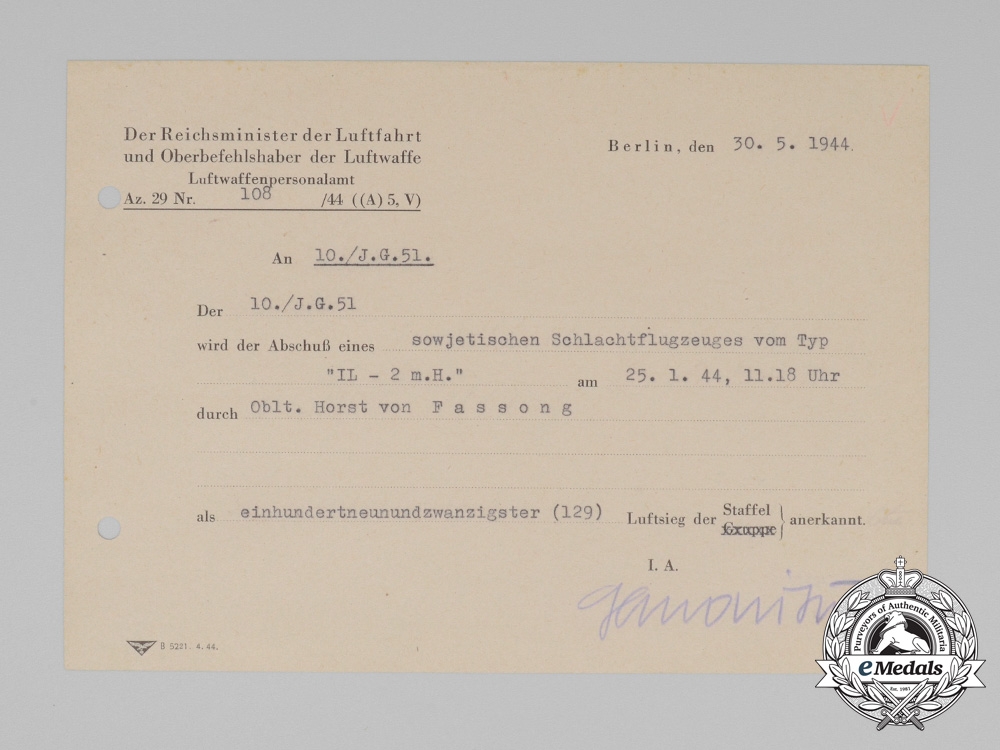 Der Reichsminister der Luftfahrt
und Oberbefehlshaber der Luftwaffe
Luftwaffenpersonalamt
Az. 29 Nr. 108 /44 ((A) 5, V)
Berlin, den 30. 5. 1944.
An 10./J.G.51.
Der 10./J.G.51
wird der Abschuß eines sowjetischen Schlachtflugzeuges vom Typ
"IL - 2 m.H." am 25. 1. 44, 11.18 Uhr
durch Oblt. Horst von F a s s o n g
als einhundertneunundzwanzigster (129) Luftsieg der Staffel Gruppe anerkannt.
I. A.
B 5221. 4. 44.
Purveyors of Authentic Militaria
eMedals
Est. 1967